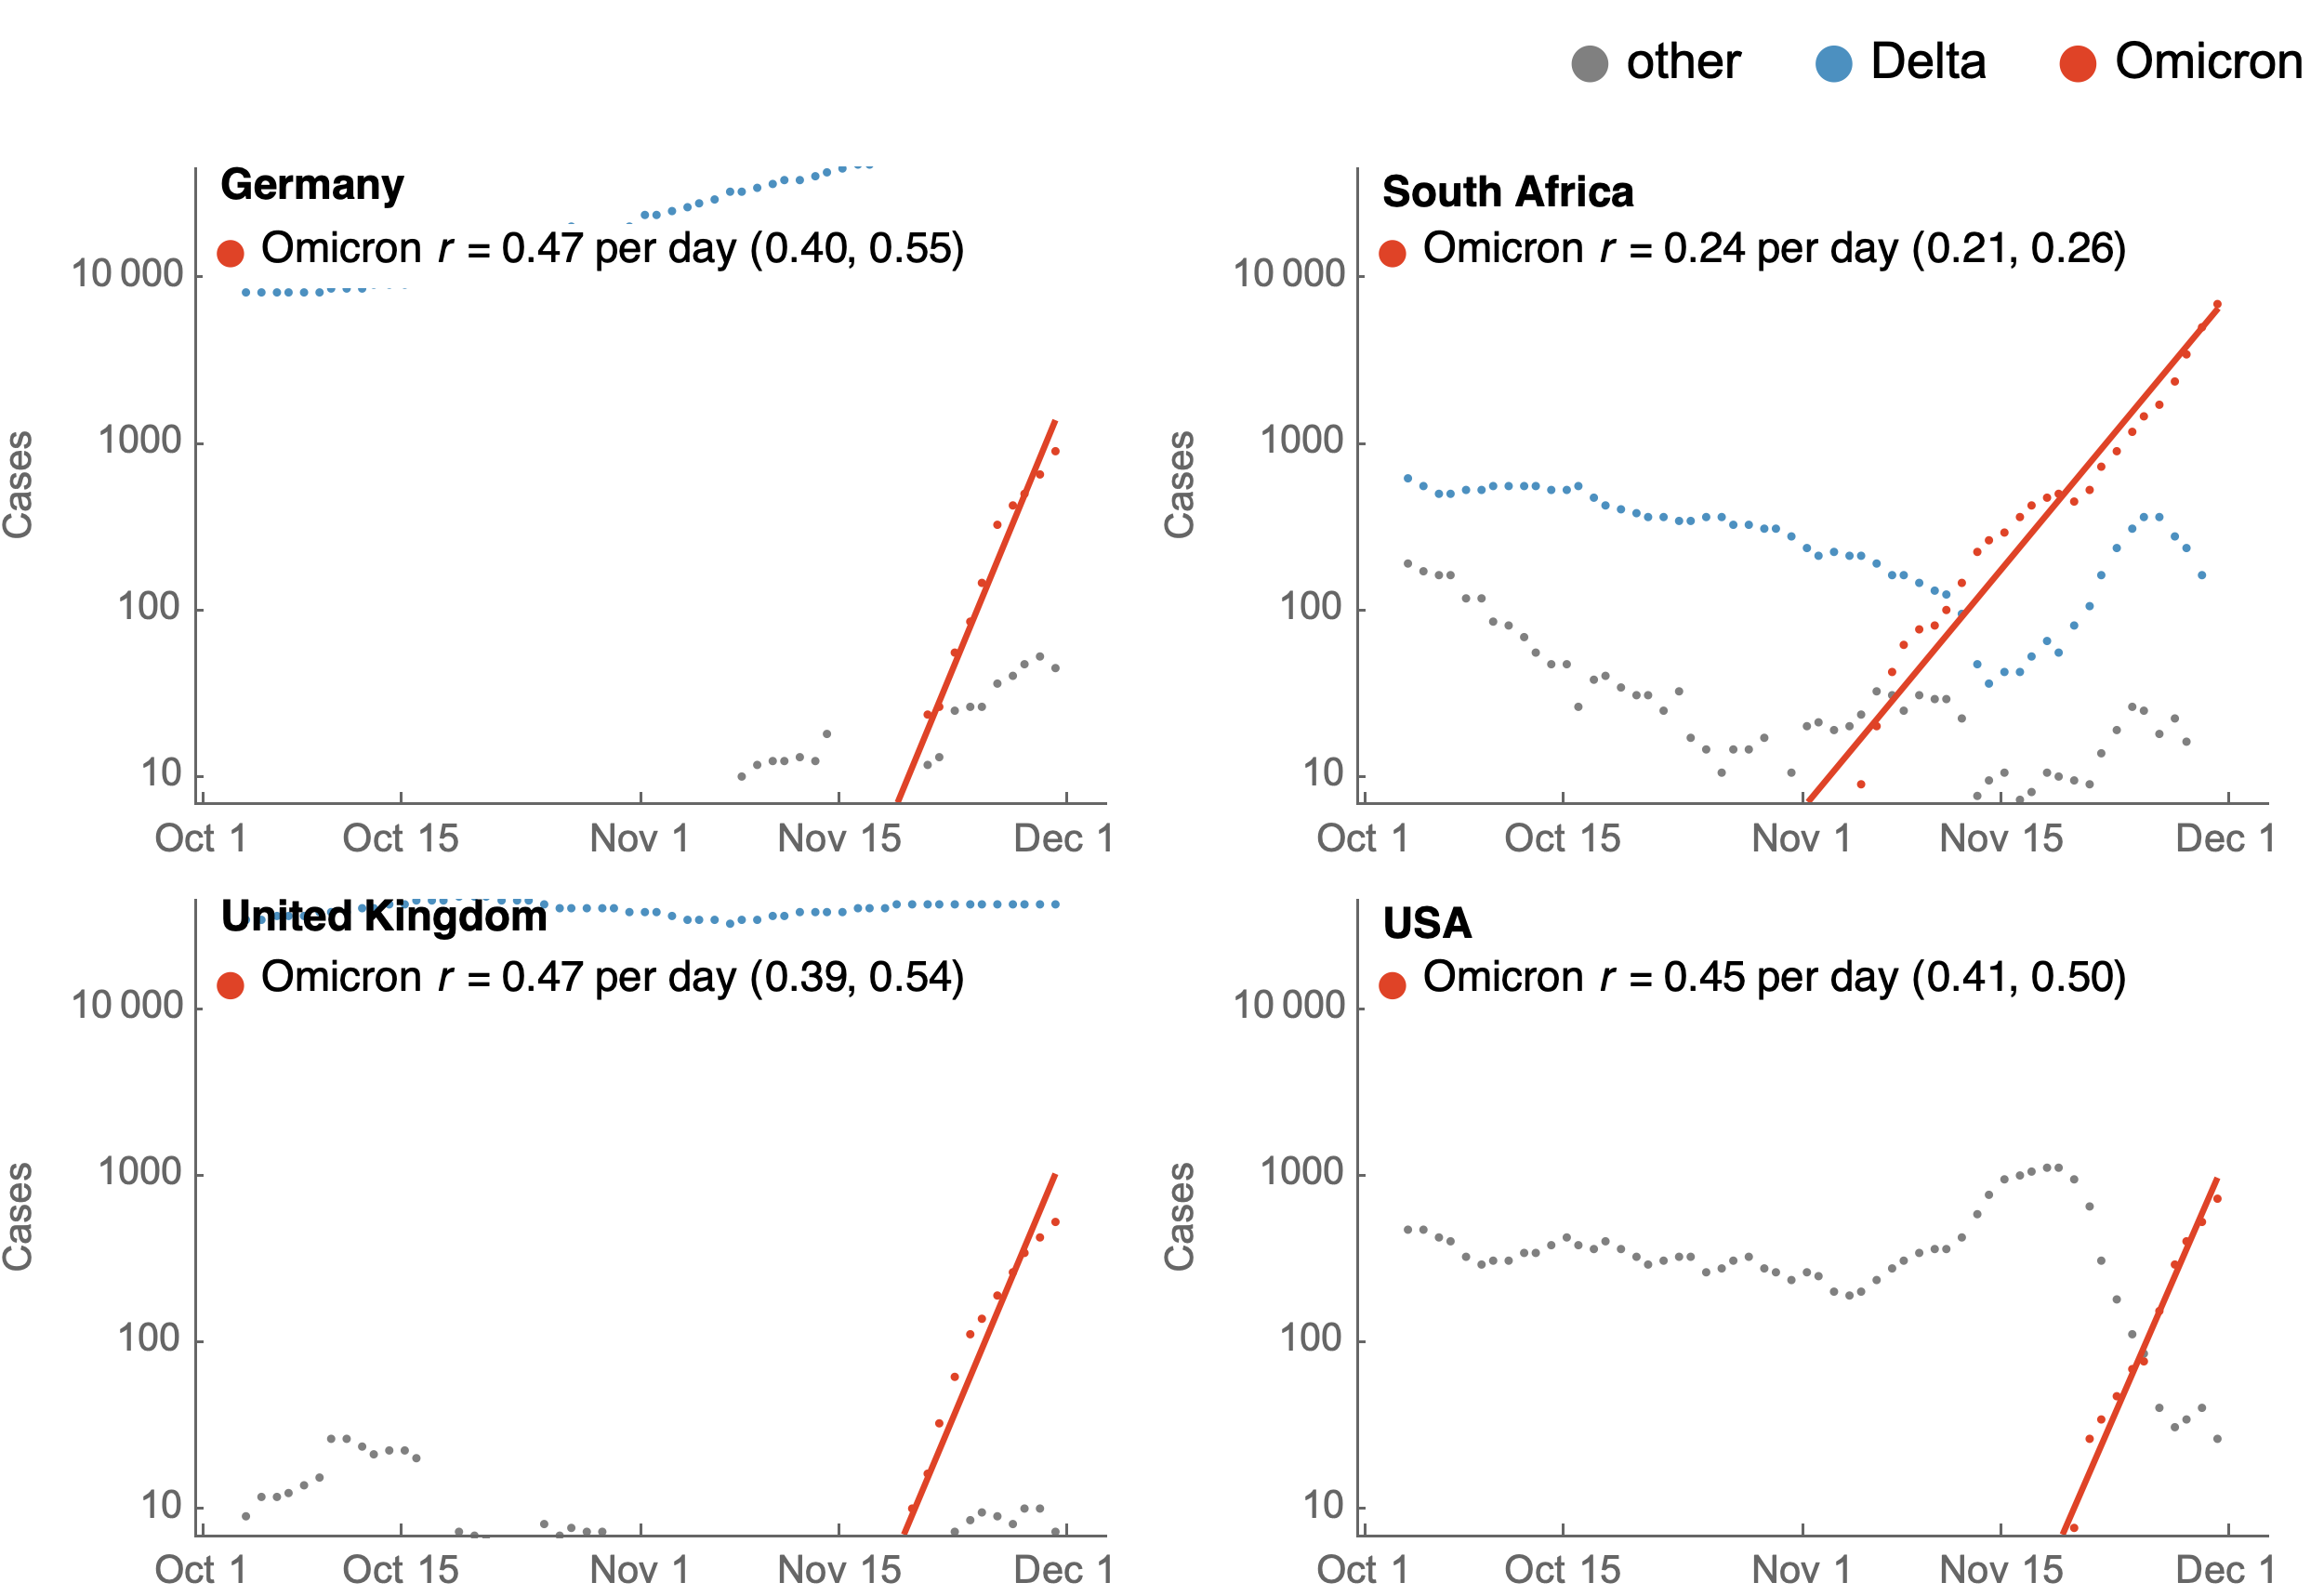 other Delta Omicron
Germany
Omicron r = 0.47 per day (0.40, 0.55)
10 000
1000
100
10
Cases
Oct 1 Oct 15 Nov 1 Nov 15 Dec 1
South Africa
Omicron r = 0.24 per day (0.21, 0.26)
10 000
1000
100
10
Cases
Oct 1 Oct 15 Nov 1 Nov 15 Dec 1
United Kingdom
Omicron r = 0.47 per day (0.39, 0.54)
10 000
1000
100
10
Cases
Oct 1 Oct 15 Nov 1 Nov 15 Dec 1
USA
Omicron r = 0.45 per day (0.41, 0.50)
10 000
1000
100
10
Cases
Oct 1 Oct 15 Nov 1 Nov 15 Dec 1